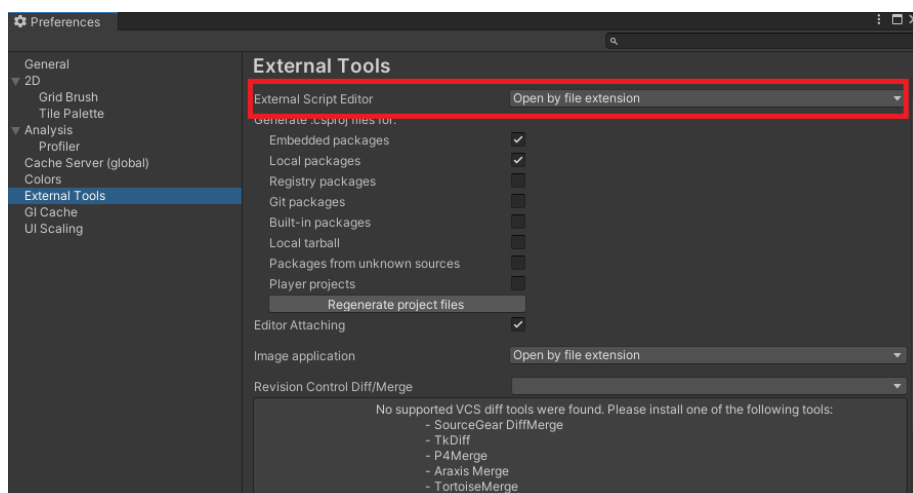 Preferences
General
2D
Grid Brush
Tile Palette
Analysis
Profiler
Cache Server (global)
Colors
External Tools
GI Cache
UI Scaling
External Tools
External Script Editor Open by file extension
Generate .csproj files for:
Embedded packages
Local packages
Registry packages
Git packages
Built-in packages
Local tarball
Packages from unknown sources
Player projects
Regenerate project files
Editor Attaching
Image application Open by file extension
Revision Control Diff/Merge
No supported VCS diff tools were found. Please install one of the following tools:
- SourceGear DiffMerge
- TkDiff
- P4Merge
- Araxis Merge
- TortoiseMerge